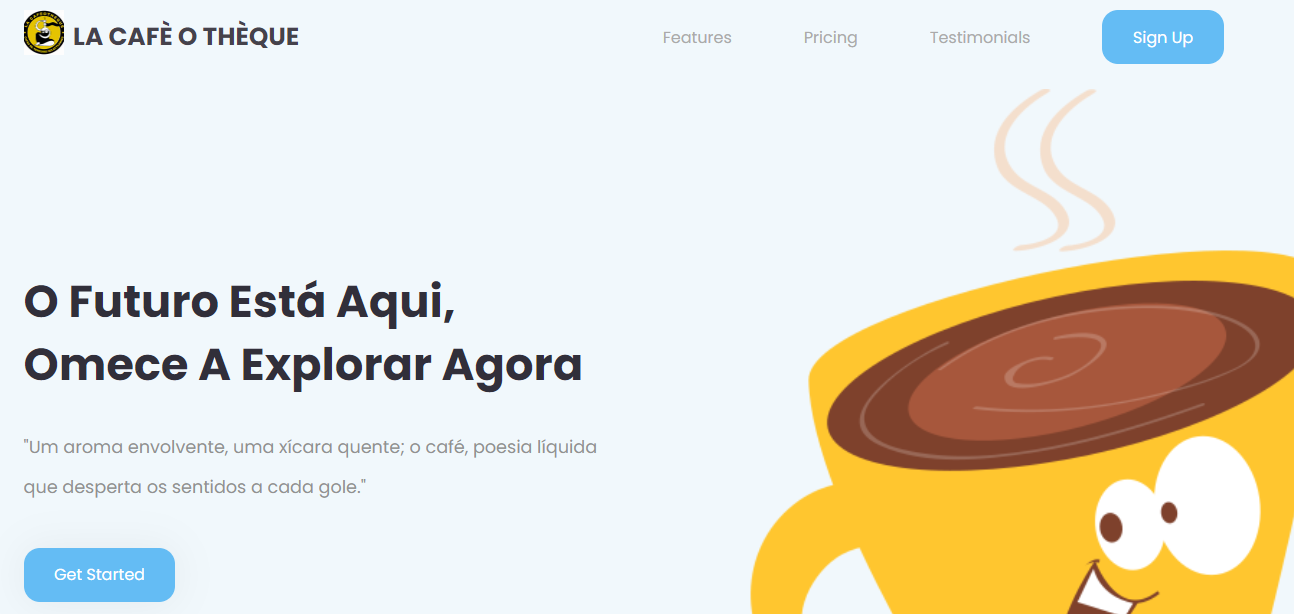 LA CAFÈ O THÈQUE
Features
Pricing
Testimonials
Sign Up
O Futuro Está Aqui,
Omece A Explorar Agora
"Um aroma envolvente, uma xícara quente; o café, poesia líquida
que desperta os sentidos a cada gole."
Get Started